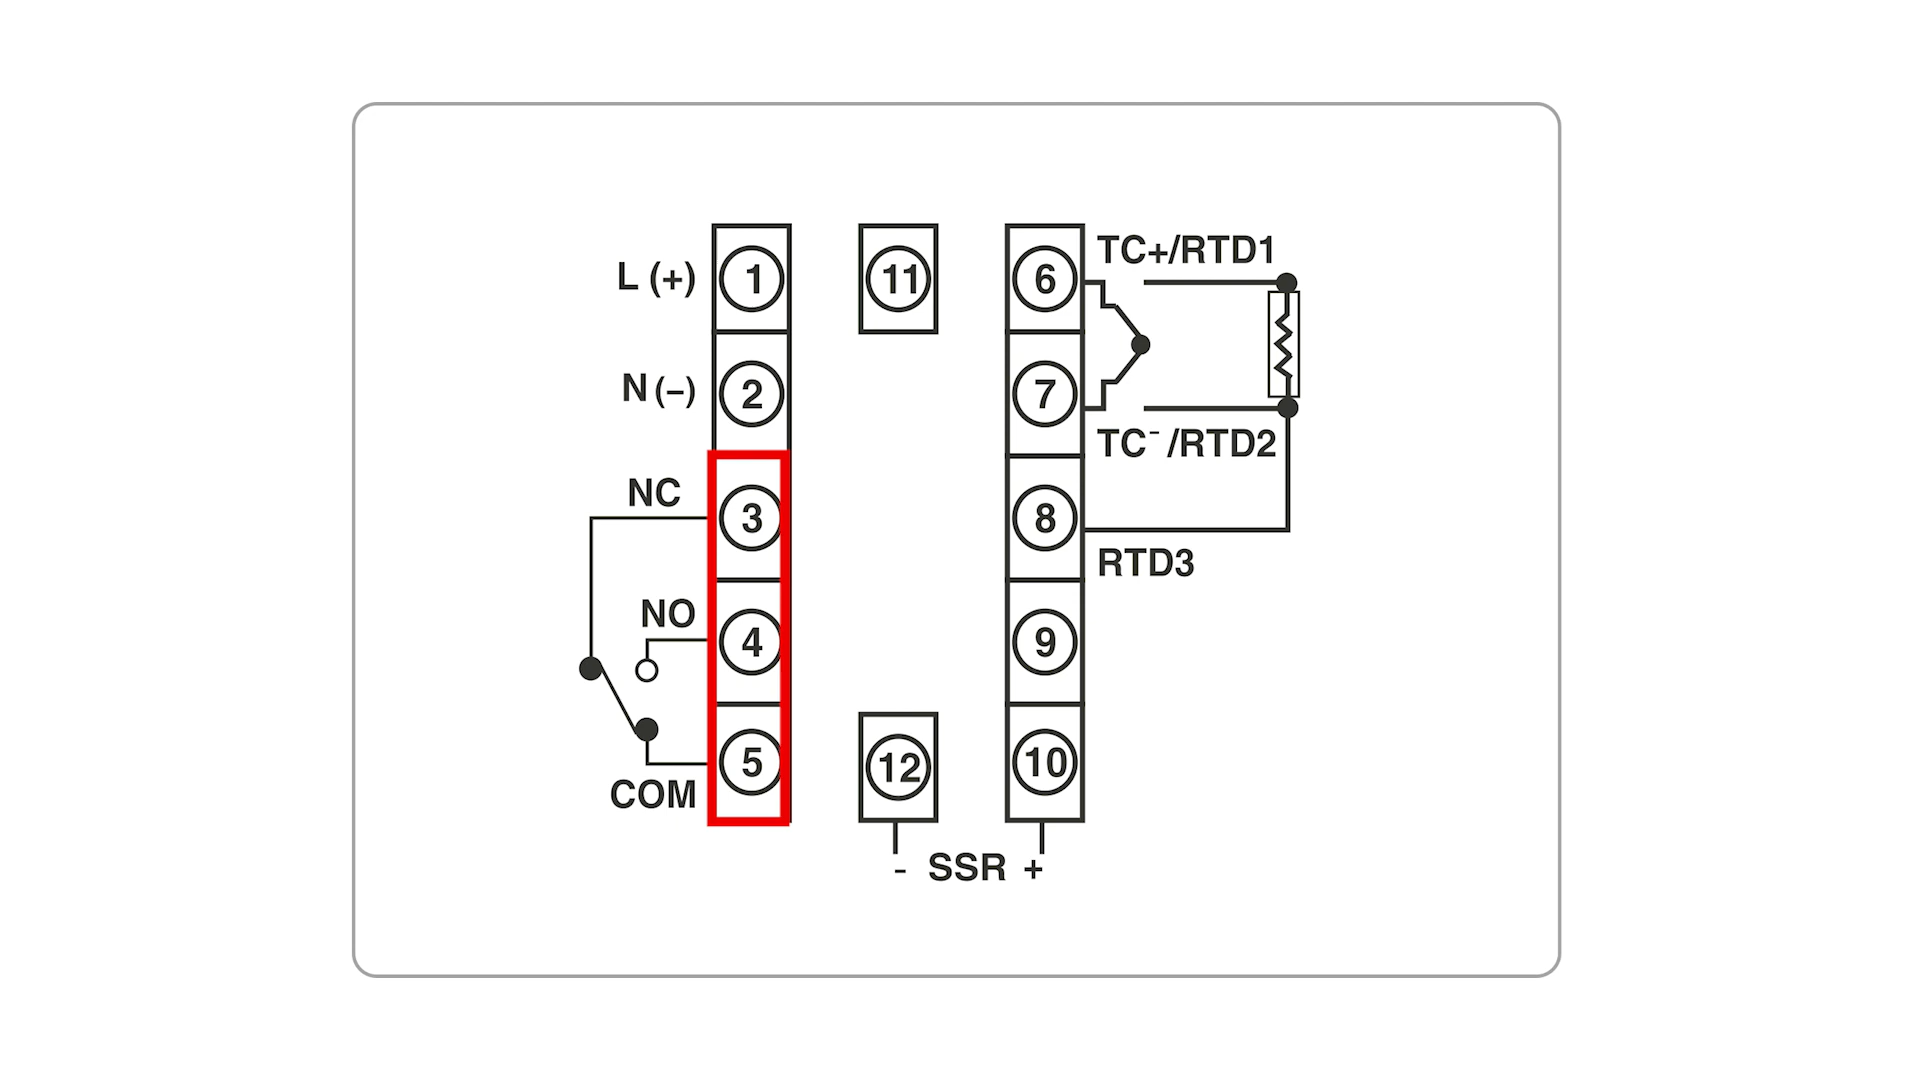 L (+)
1
11
6
TC+/RTD1
N (–)
2
7
TC⁻ /RTD2
NC
3
8
RTD3
NO
4
9
COM
5
12
10
- SSR +